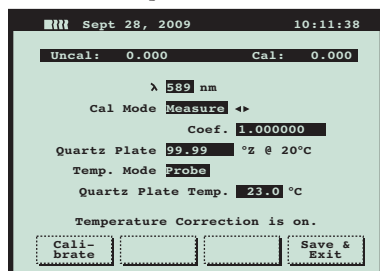 Sept 28, 2009 10:11:38
Uncal: 0.000 Cal: 0.000
λ 589 nm
Cal Mode Measure ◂▸
Coef. 1.000000
Quartz Plate 99.99 °Z @ 20°C
Temp. Mode Probe
Quartz Plate Temp. 23.0 °C
Temperature Correction is on.
Cali-
brate
Save &
Exit